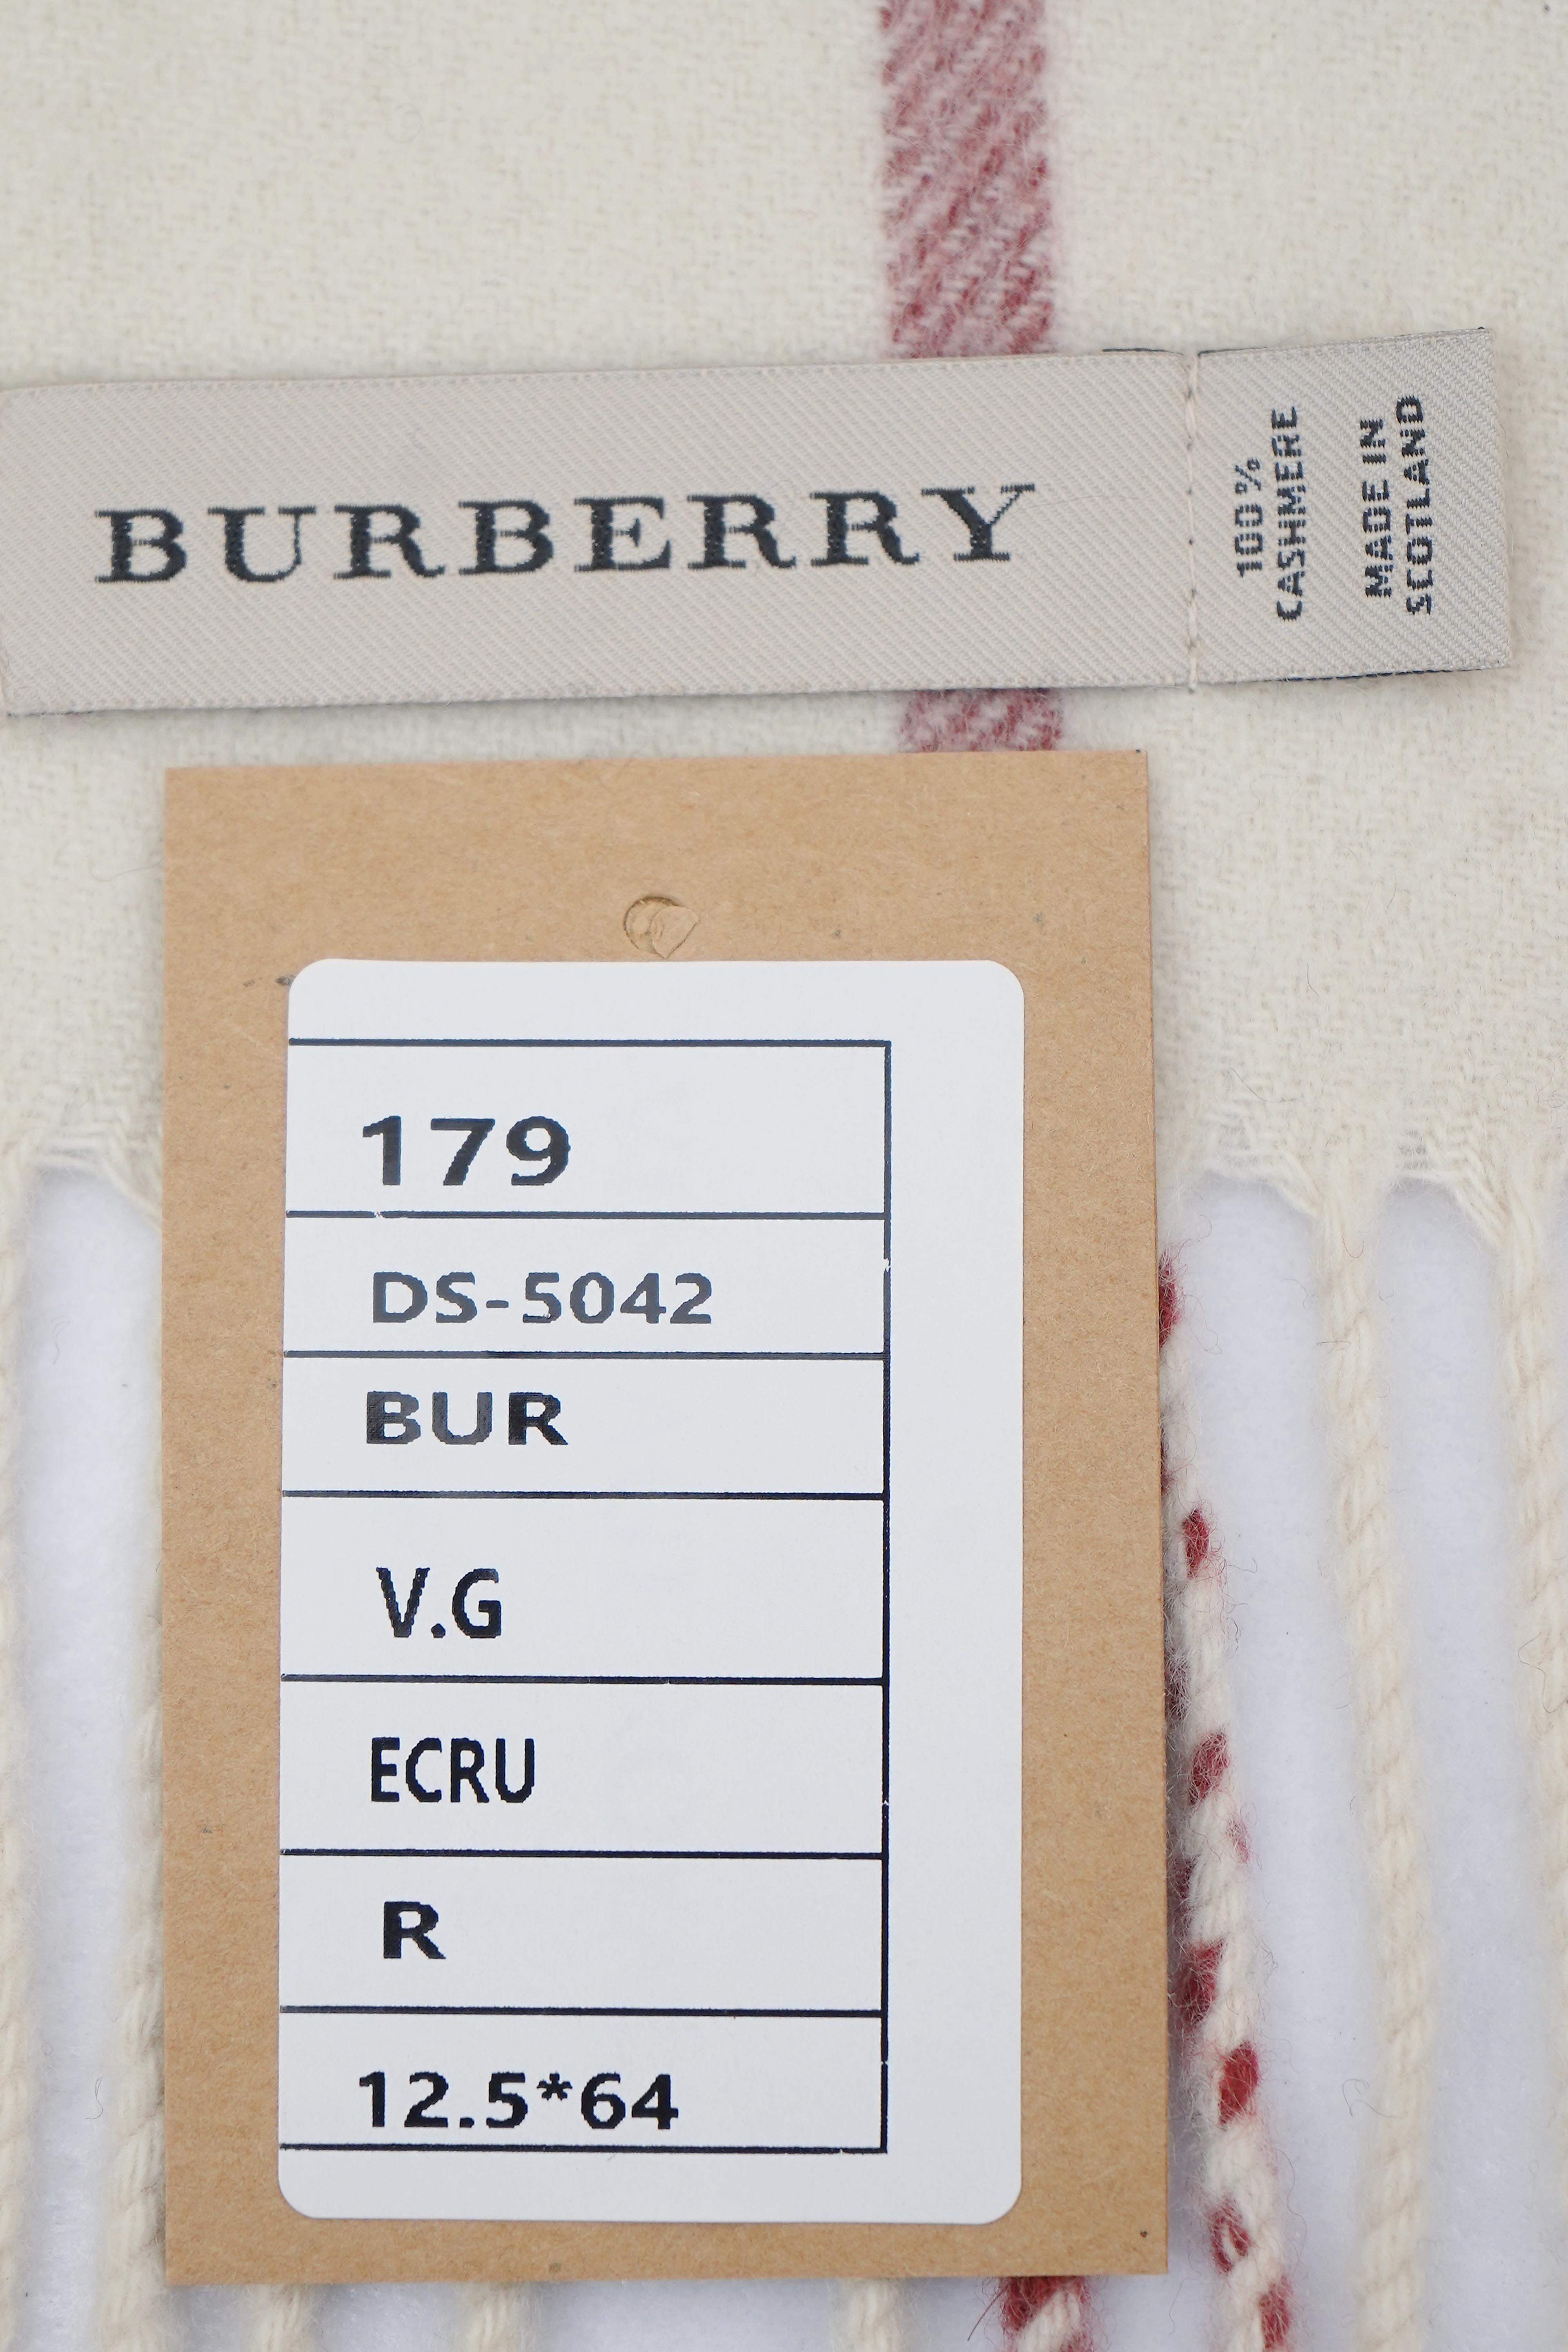 BURBERRY
100%
CASHMERE
MADE IN
SCOTLAND
179
DS-5042
BUR
V.G
ECRU
R
12.5*64